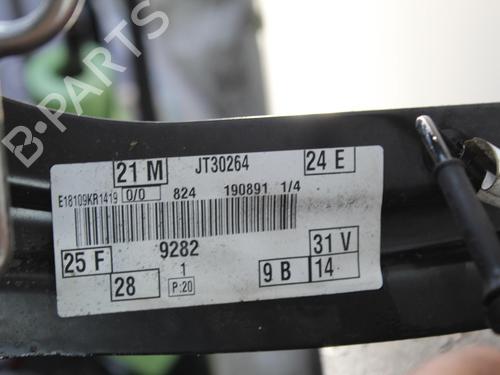 B-PARTS
21 M JT30264 24 E
E18109KR1419 0/0 824 190891 1/4
9282
25 F 1 31 V
28 P:20 9 B 14